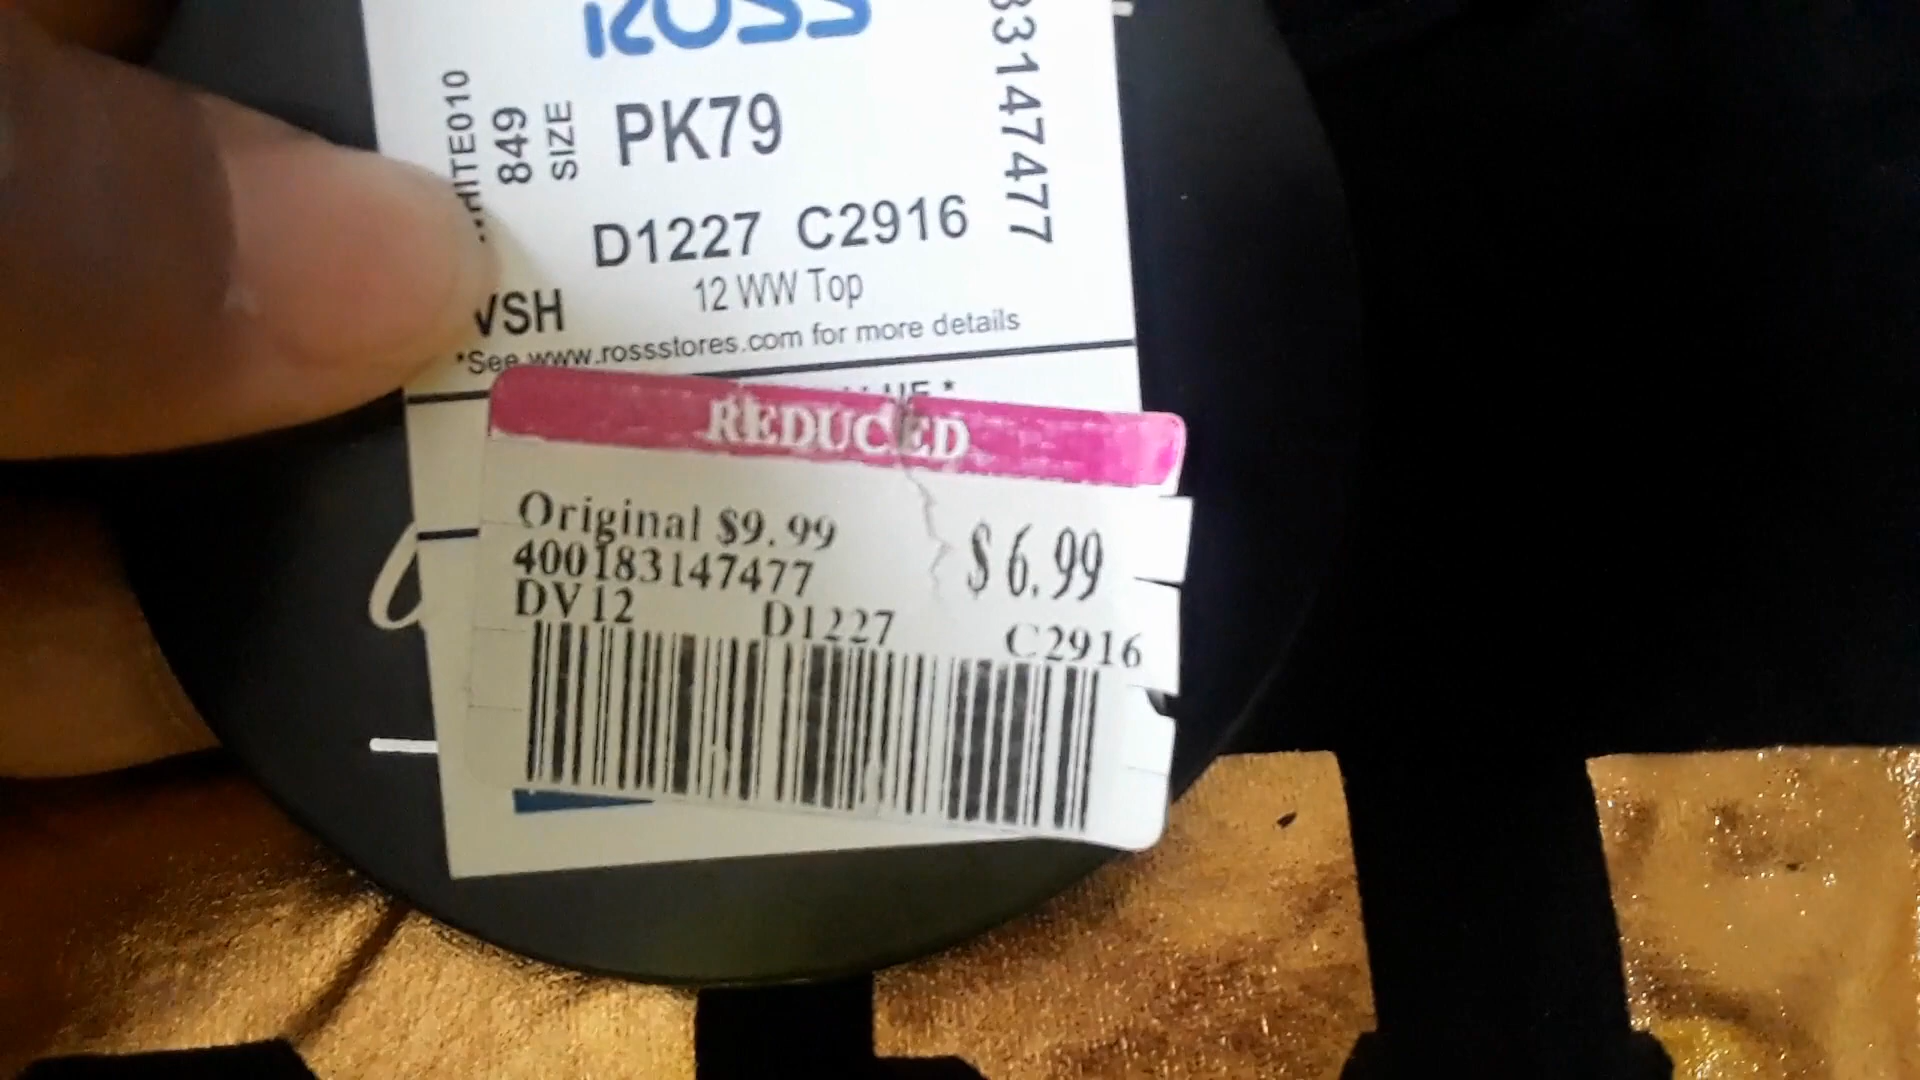 ROSS
849
SIZE
PK79
33147477
D1227 C2916
12 WW Top
VSH
*See www.rossstores.com for more details
REDUCED
Original $9.99
$6.99
400183147477
DV12 D1227 C2916